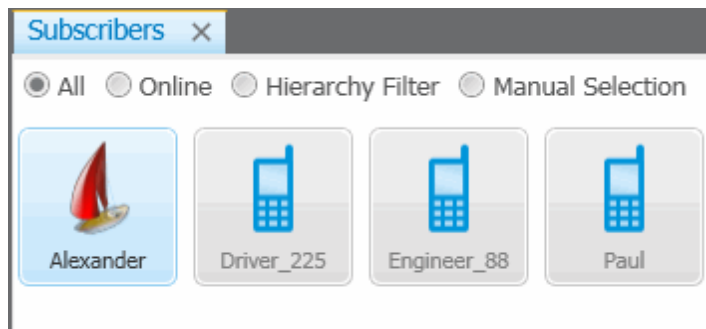 Subscribers
All Online Hierarchy Filter Manual Selection
Alexander Driver_225 Engineer_88 Paul